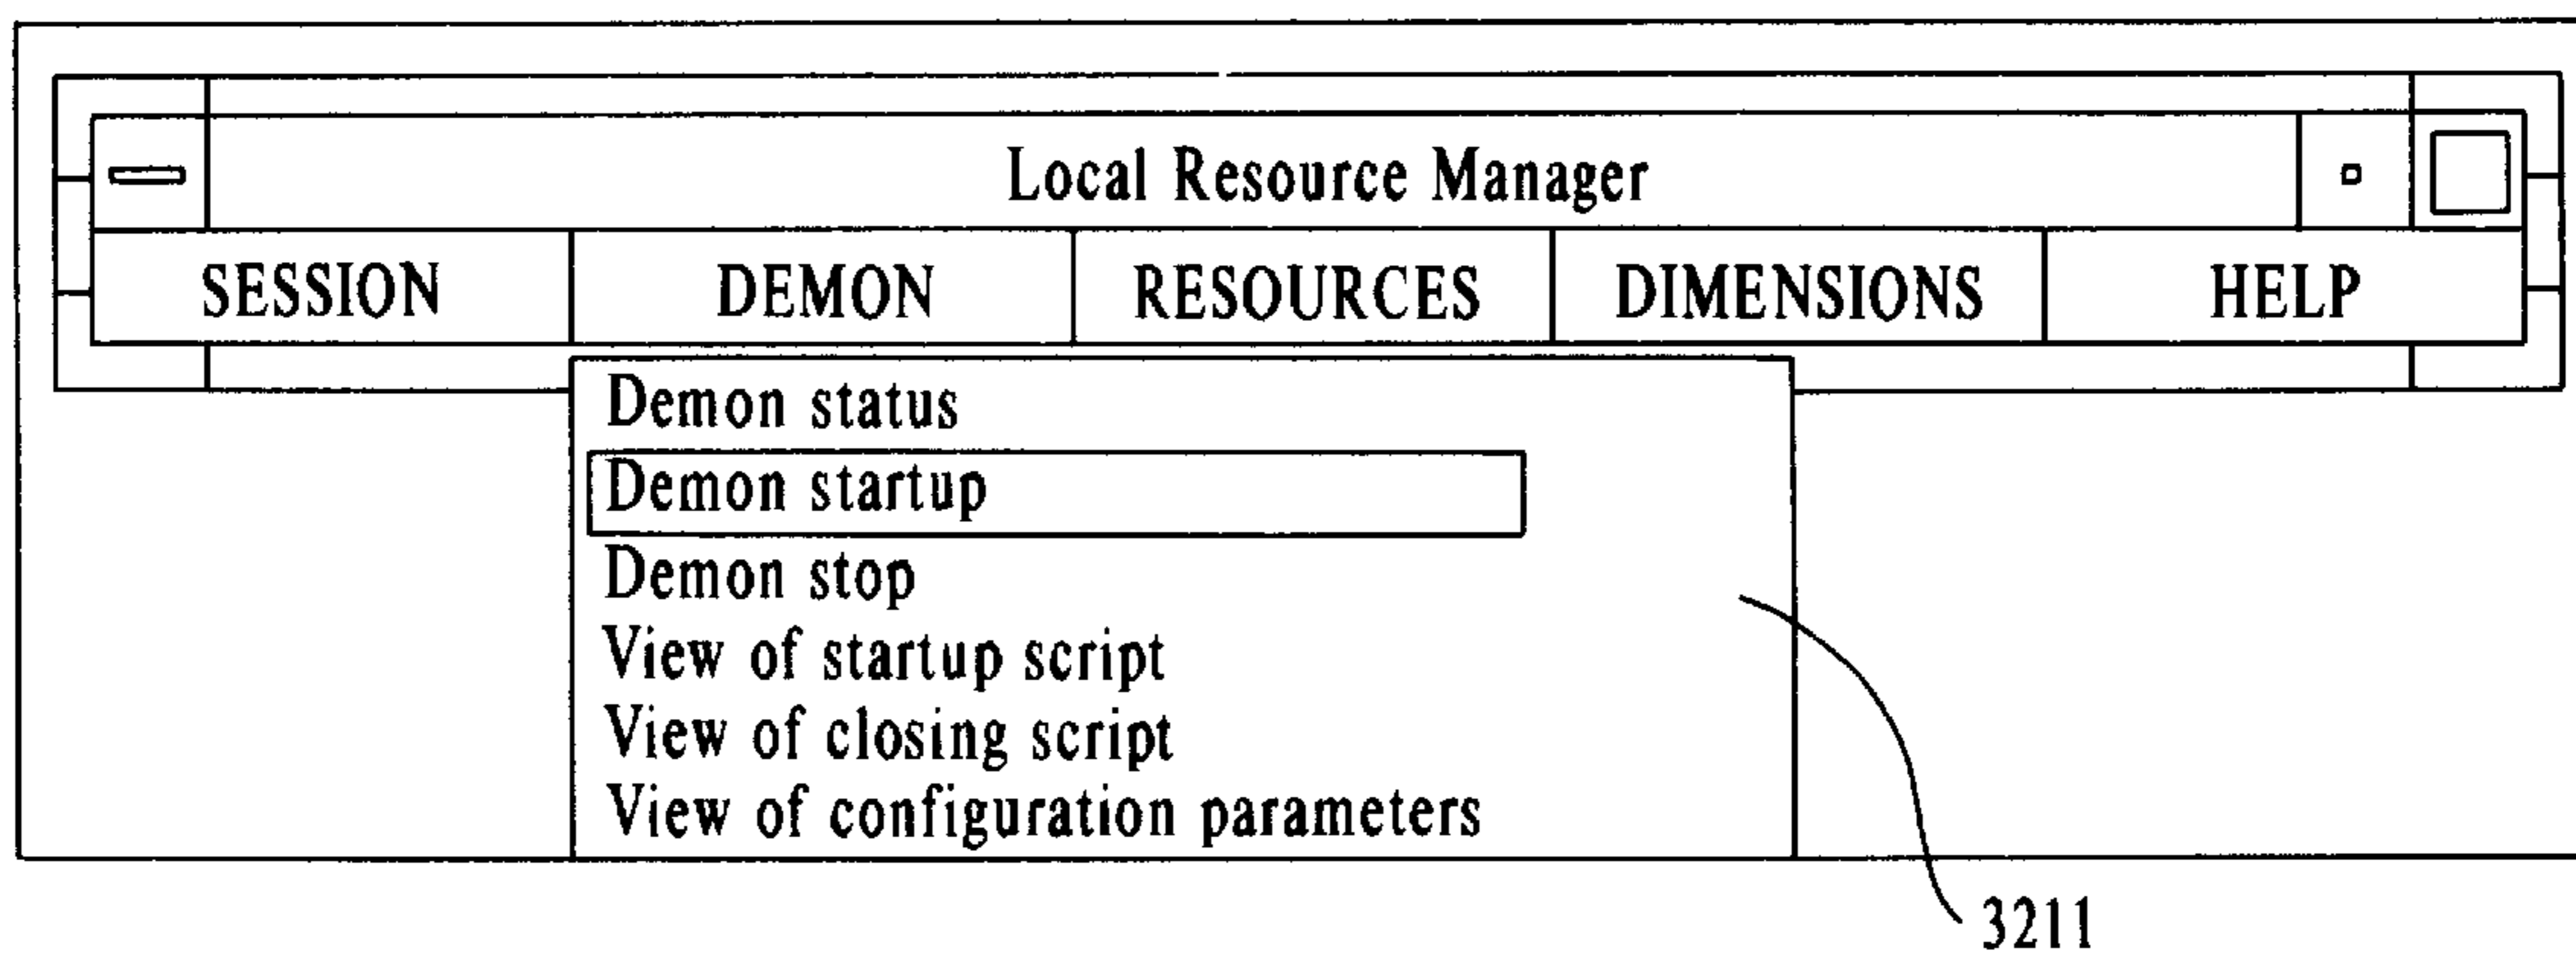 Local Resource Manager
SESSION DEMON RESOURCES DIMENSIONS HELP
Demon status
Demon startup
Demon stop
View of startup script
View of closing script
View of configuration parameters
3211